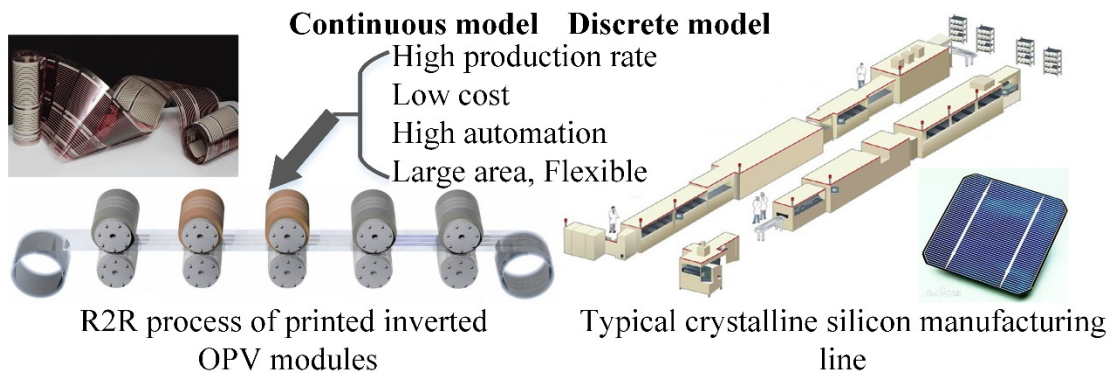 Continuous model Discrete model
High production rate
Low cost
High automation
Large area, Flexible
R2R process of printed inverted
OPV modules
Typical crystalline silicon manufacturing
line